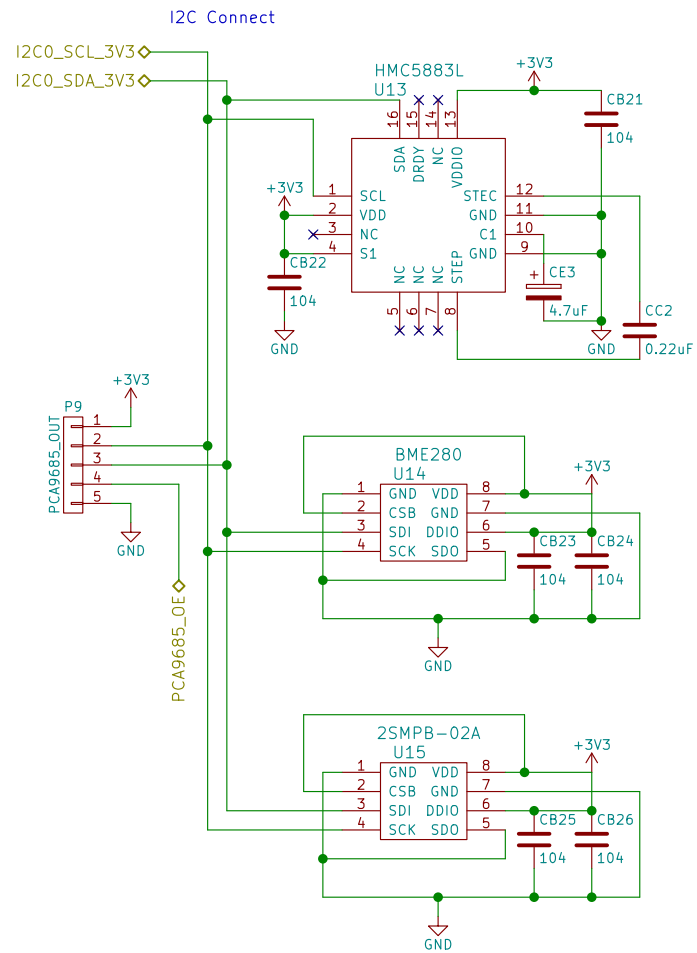 I2C Connect
I2C0_SCL_3V3
I2C0_SDA_3V3
HMC5883L
U13
+3V3
CB21
104
16 15 14 13
SDA DRDY NC VDDIO
1 SCL STEC 12
2 VDD GND 11
3 NC C1 10
4 S1 GND 9
NC NC NC STEP
5 6 7 8
+3V3
CB22
104
GND
+ CE3
4.7uF
GND
CC2
0.22uF
P9
PCA9685_OUT
+3V3
1
2
3
4
5
GND
PCA9685_OE
BME280
U14
1 GND VDD 8
2 CSB GND 7
3 SDI DDIO 6
4 SCK SDO 5
+3V3
CB23 CB24
104 104
GND
2SMPB-02A
U15
1 GND VDD 8
2 CSB GND 7
3 SDI DDIO 6
4 SCK SDO 5
+3V3
CB25 CB26
104 104
GND